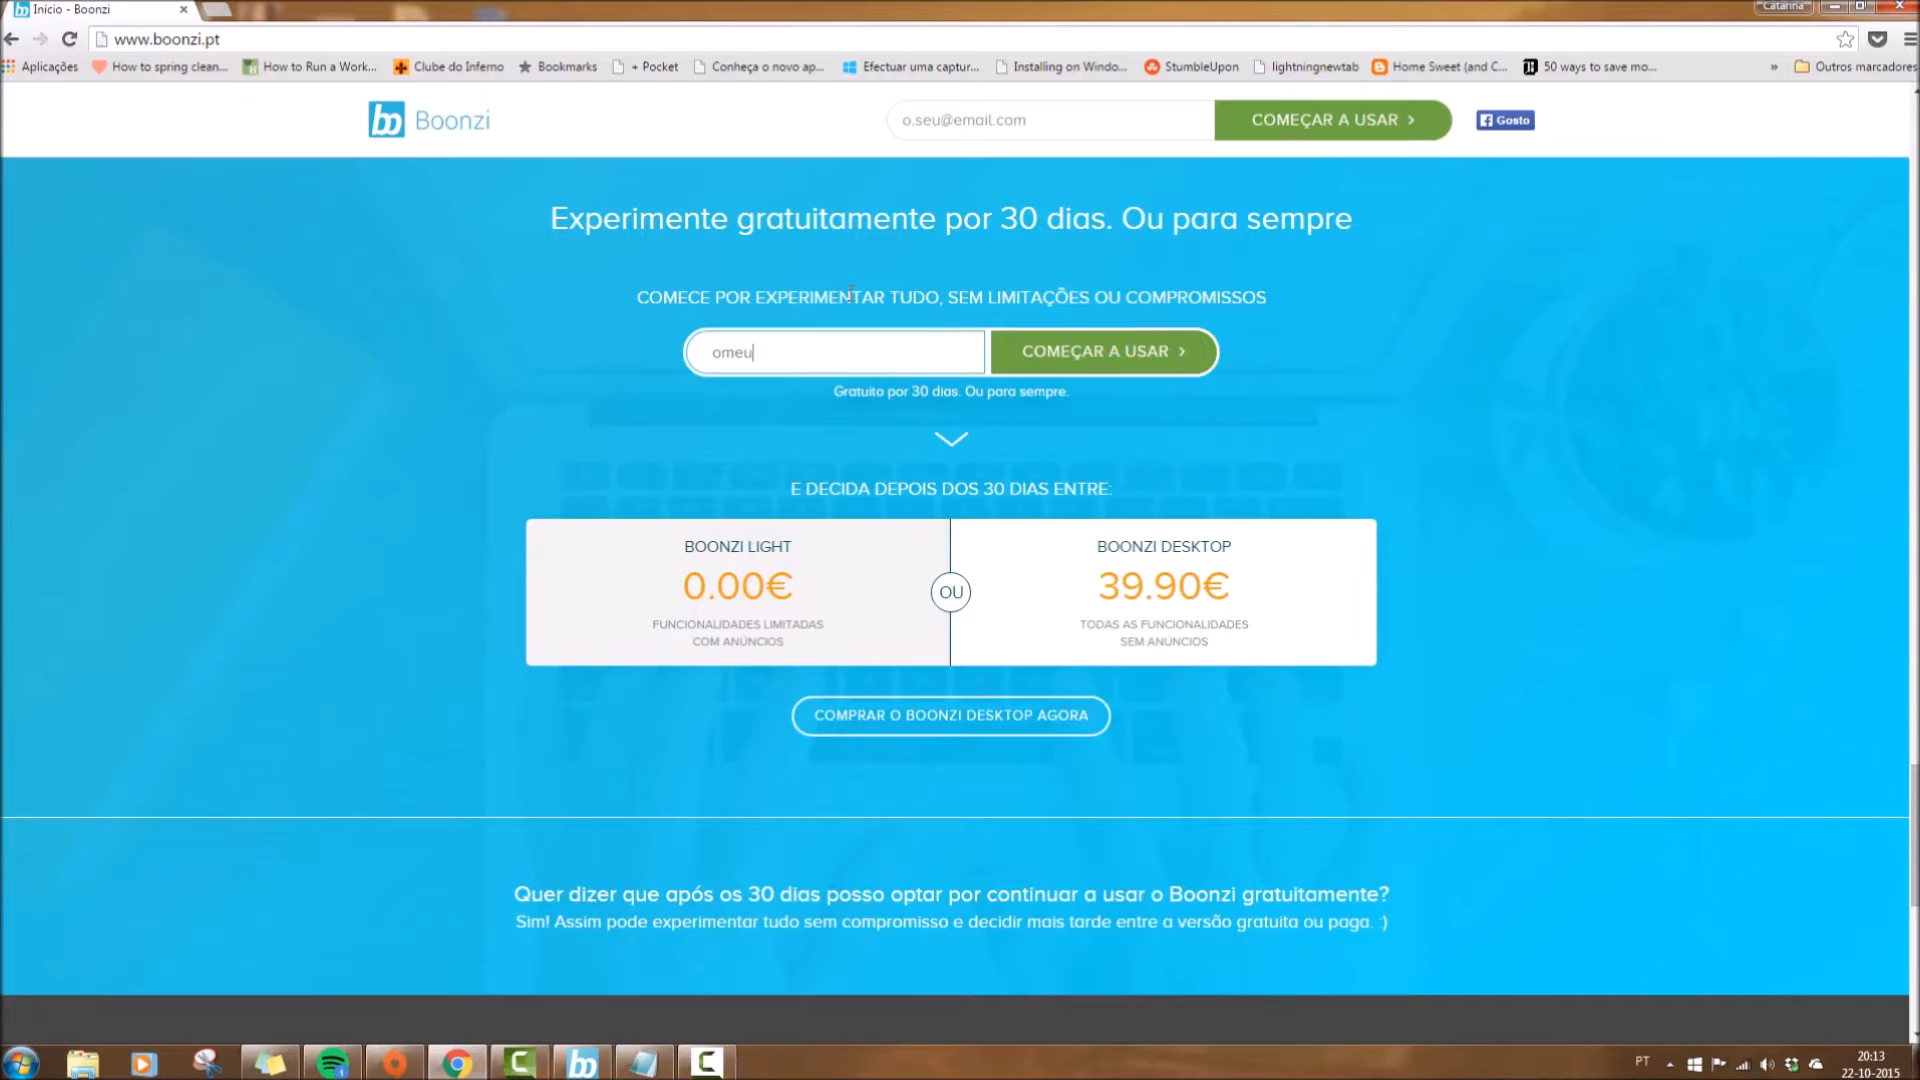 Início - Boonzi
Catarina
www.boonzi.pt
Aplicações
How to spring clean...
How to Run a Work...
Clube do Inferno
Bookmarks
+ Pocket
Conheça o novo ap...
Efectuar uma captur...
Installing on Windo...
StumbleUpon
lightningnewtab
Home Sweet (and C...
50 ways to save mo...
»
Outros marcadores
Boonzi
o.seu@email.com
COMEÇAR A USAR >
Gosto
Experimente gratuitamente por 30 dias. Ou para sempre
COMECE POR EXPERIMENTAR TUDO, SEM LIMITAÇÕES OU COMPROMISSOS
omeu
COMEÇAR A USAR >
Gratuito por 30 dias. Ou para sempre.
E DECIDA DEPOIS DOS 30 DIAS ENTRE:
BOONZI LIGHT
0.00€
FUNCIONALIDADES LIMITADAS
COM ANÚNCIOS
OU
BOONZI DESKTOP
39.90€
TODAS AS FUNCIONALIDADES
SEM ANÚNCIOS
COMPRAR O BOONZI DESKTOP AGORA
Quer dizer que após os 30 dias posso optar por continuar a usar o Boonzi gratuitamente?
Sim! Assim pode experimentar tudo sem compromisso e decidir mais tarde entre a versão gratuita ou paga. :)
PT
20:13
22-10-2015